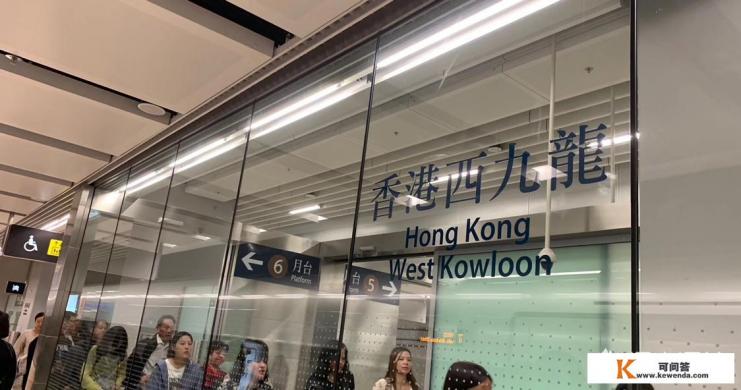 香港西九龍
Hong Kong
West Kowloon
6 月台
Platform
台 5
K 可问答
www.kewenda.com